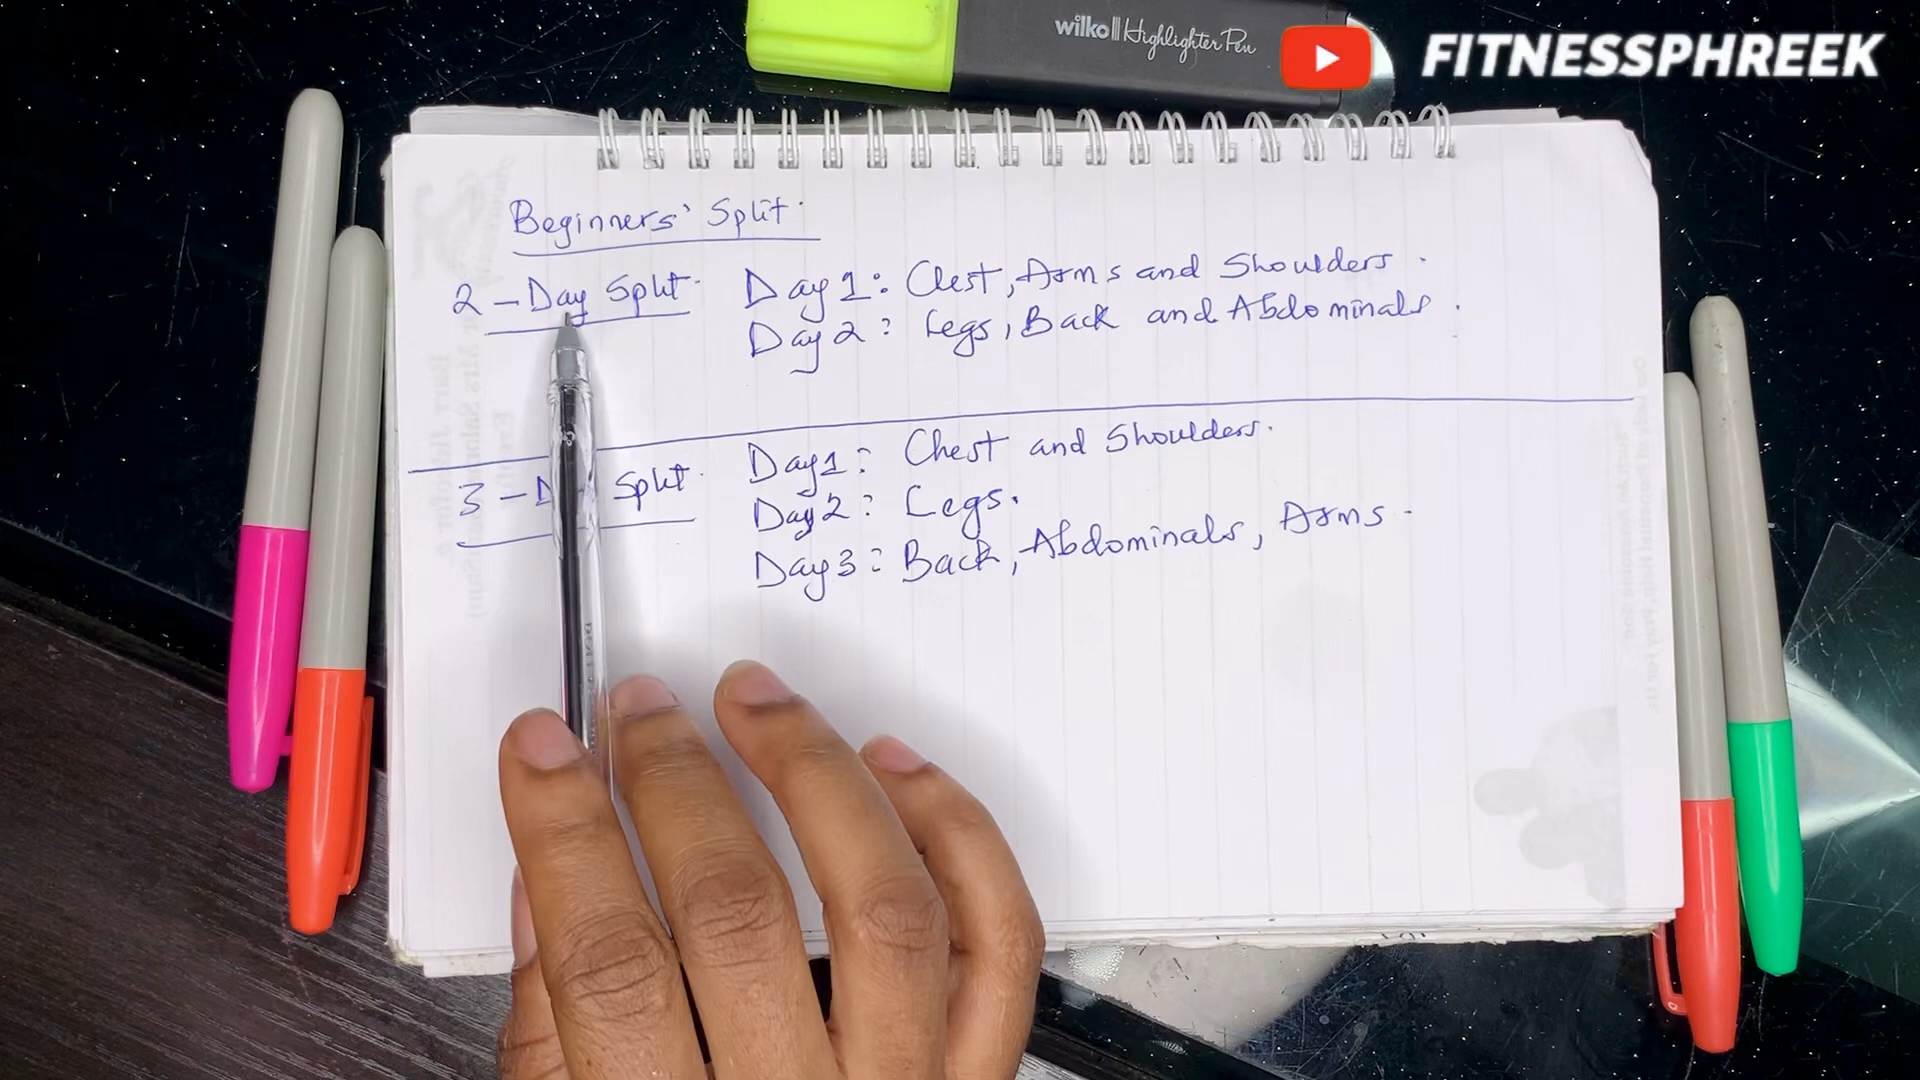 wilko Highlighter Pen
FITNESSPHREEK
Beginners' Split.
2-Day Split. Day 1: Chest, Arms and Shoulders.
Day 2: Legs, Back and Abdominals.
3-D Split. Day 1: Chest and Shoulders.
Day 2: Legs.
Day 3: Back, Abdominals, Arms.